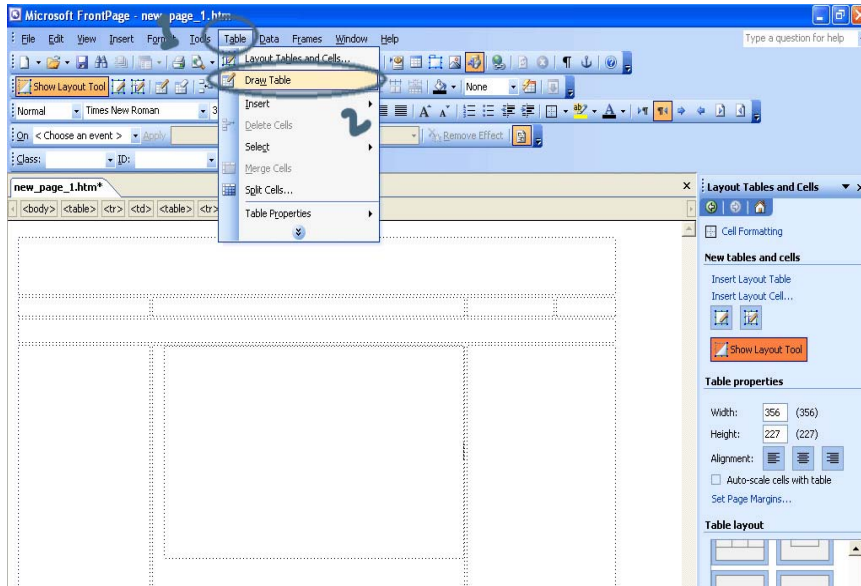 Microsoft FrontPage - new_page_1.htm
File Edit View Insert Format Tools Table Data Frames Window Help
Type a question for help
1
Layout Tables and Cells...
Show Layout Tool
Draw Table
None
Normal Times New Roman 3
Insert
2
On < Choose an event > Apply
Delete Cells
Remove Effect
Class: ID:
Select
Merge Cells
Split Cells...
Table Properties
new_page_1.htm*
<body> <table> <tr> <td> <table> <tr>
Layout Tables and Cells
Cell Formatting
New tables and cells
Insert Layout Table
Insert Layout Cell...
Show Layout Tool
Table properties
Width: 356 (356)
Height: 227 (227)
Alignment:
Auto-scale cells with table
Set Page Margins...
Table layout